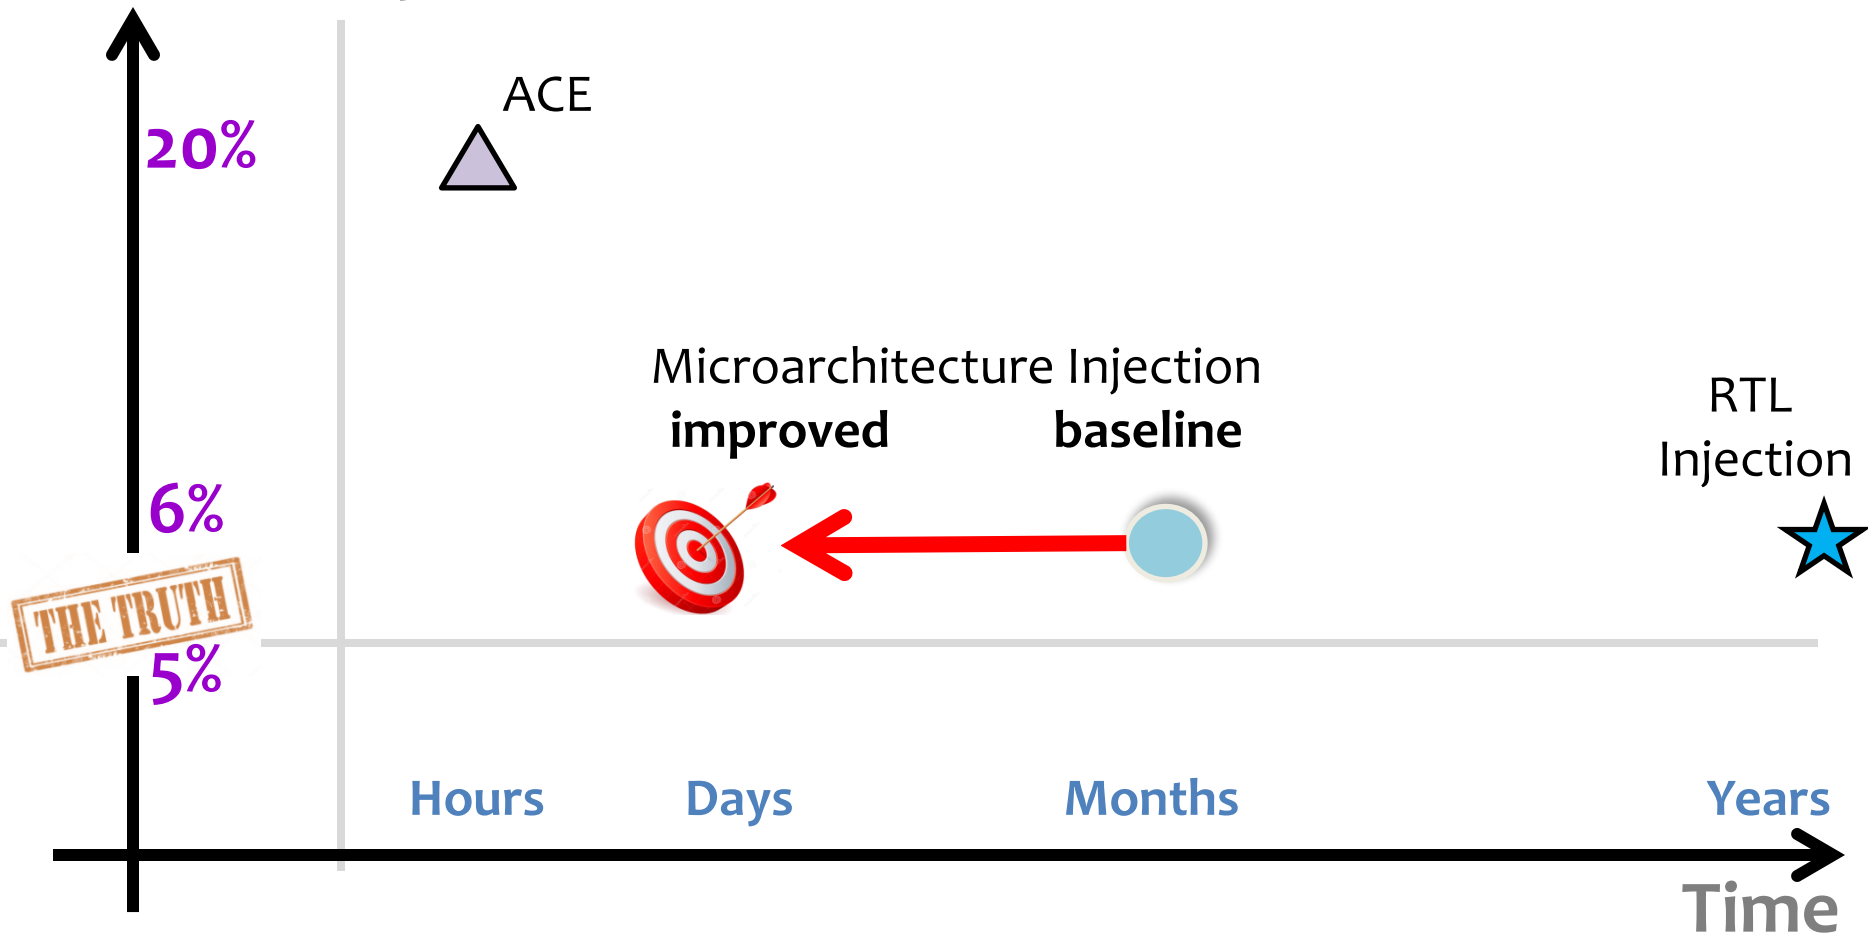 ACE
20%
Microarchitecture Injection
improved baseline
RTL
Injection
6%
THE TRUTH
5%
Hours Days Months Years
Time